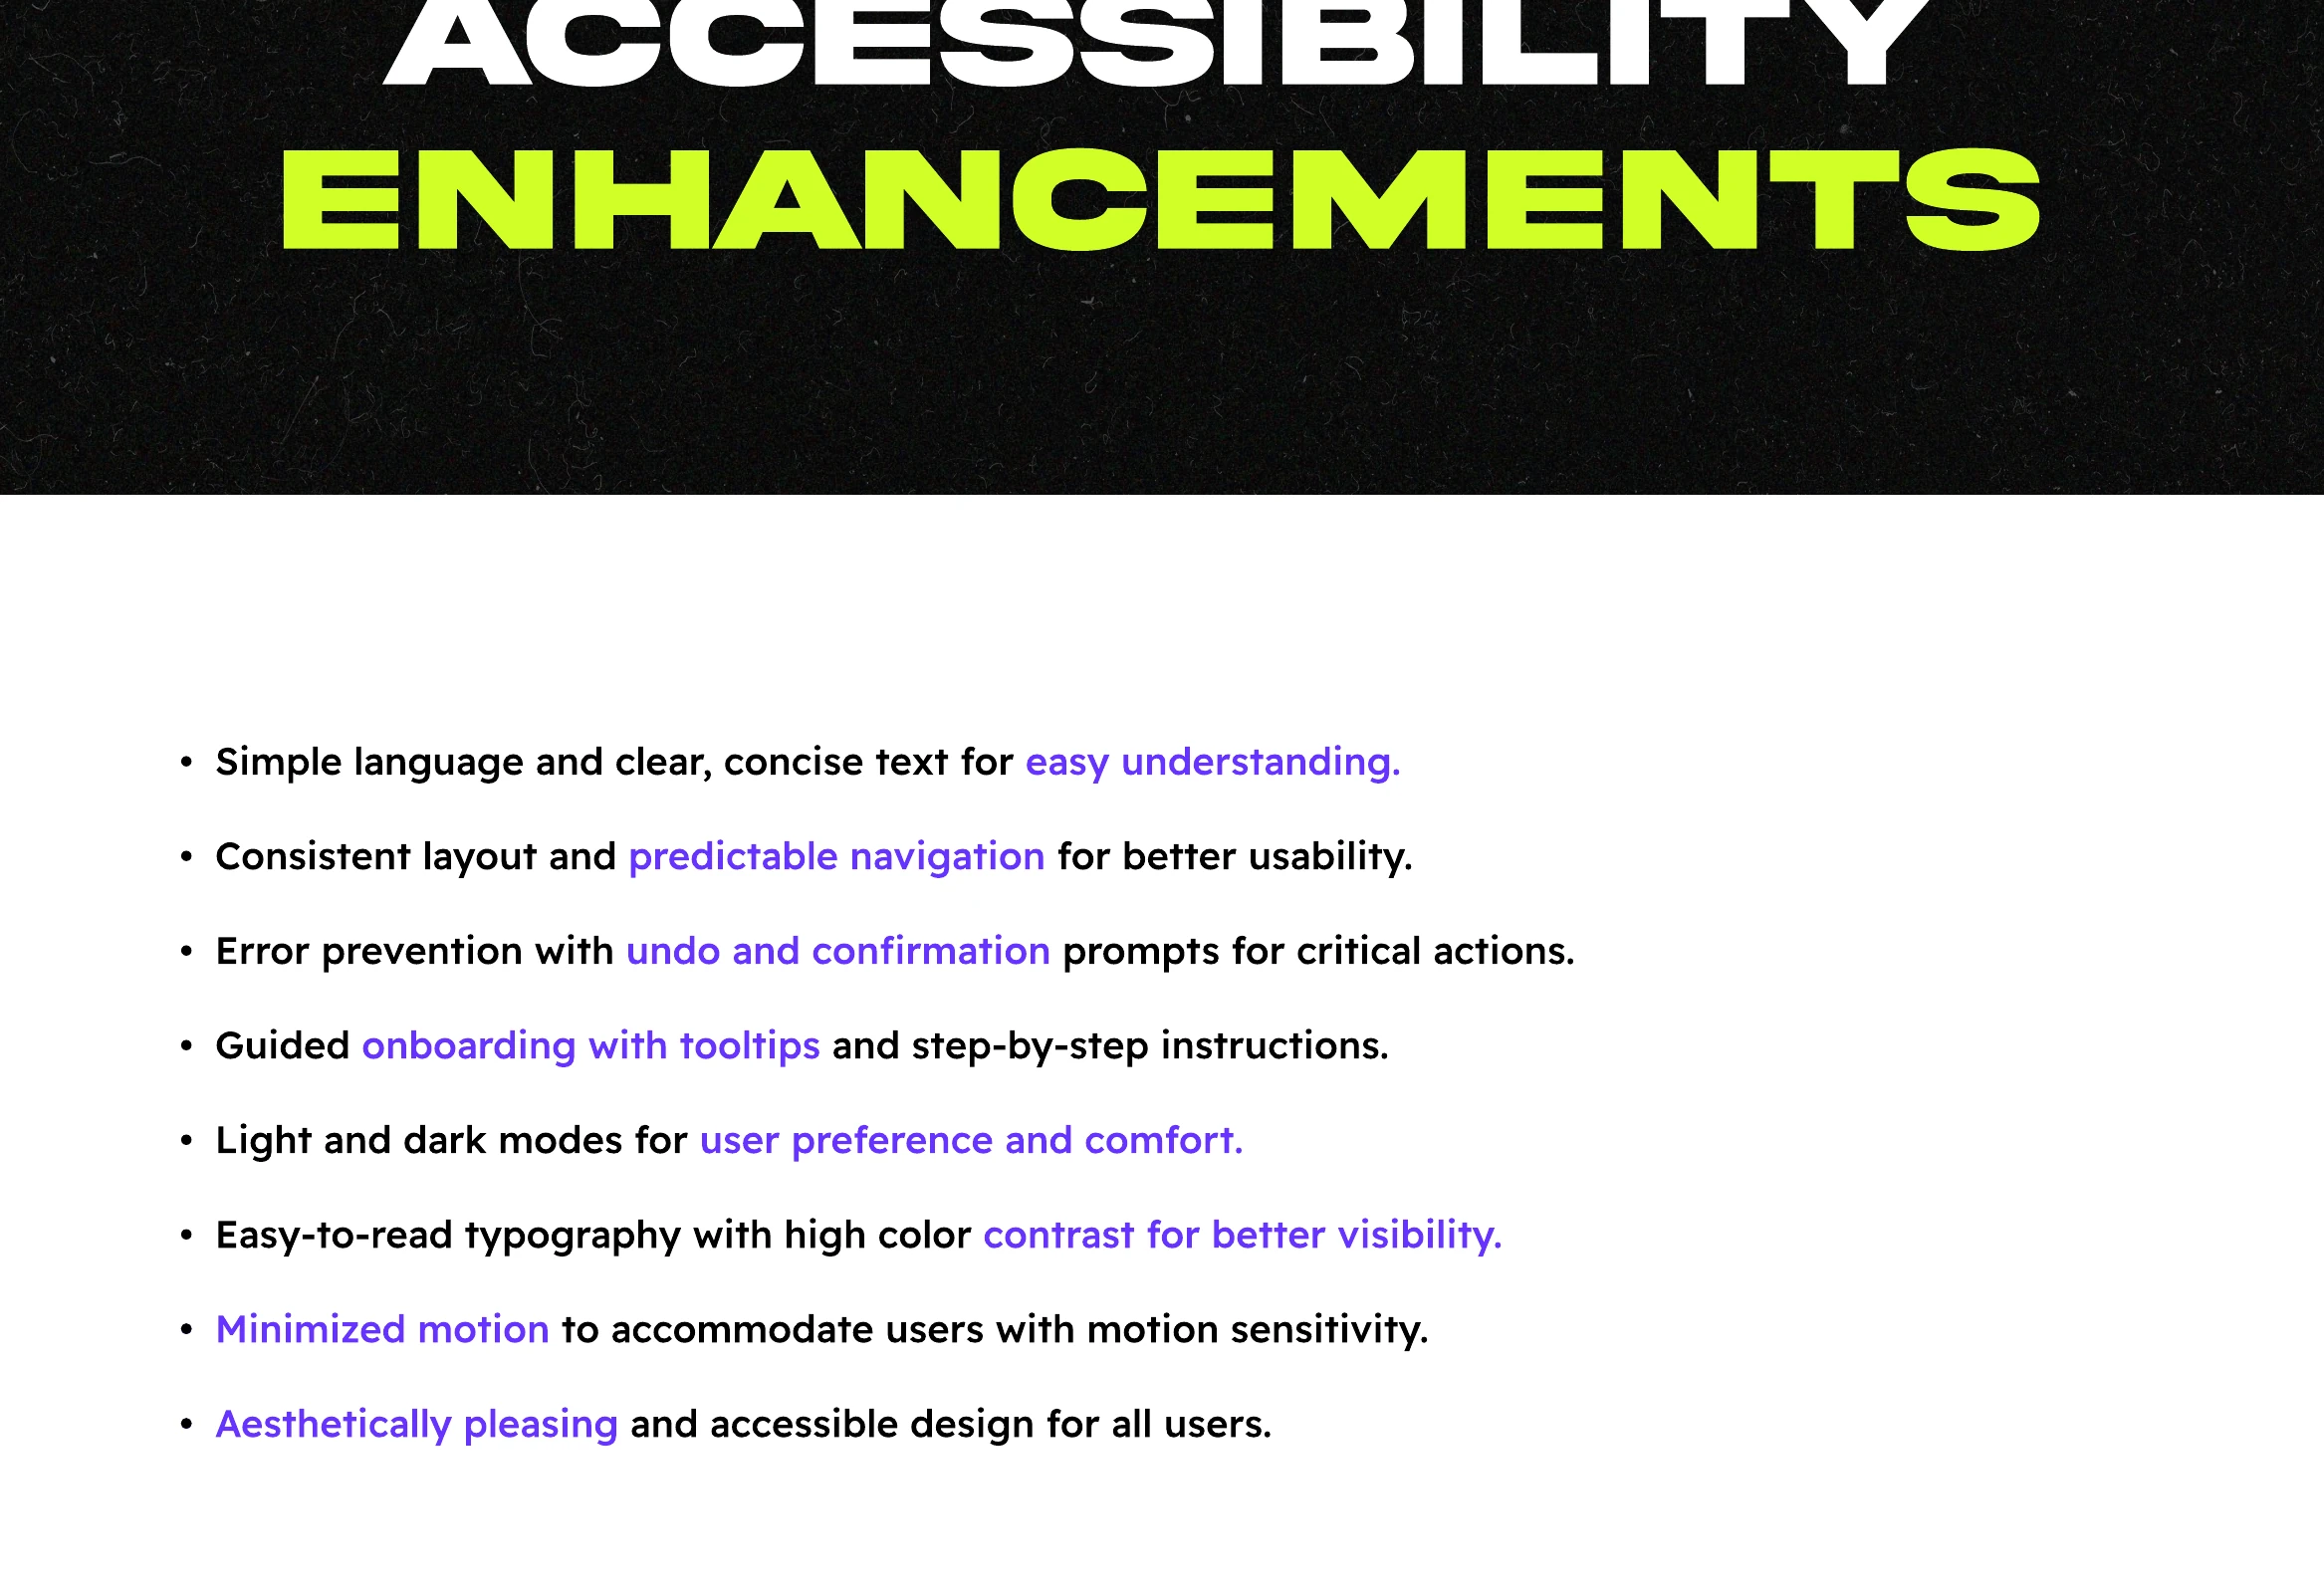 ACCESSIBILITY
ENHANCEMENTS
• Simple language and clear, concise text for easy understanding.
• Consistent layout and predictable navigation for better usability.
• Error prevention with undo and confirmation prompts for critical actions.
• Guided onboarding with tooltips and step-by-step instructions.
• Light and dark modes for user preference and comfort.
• Easy-to-read typography with high color contrast for better visibility.
• Minimized motion to accommodate users with motion sensitivity.
• Aesthetically pleasing and accessible design for all users.